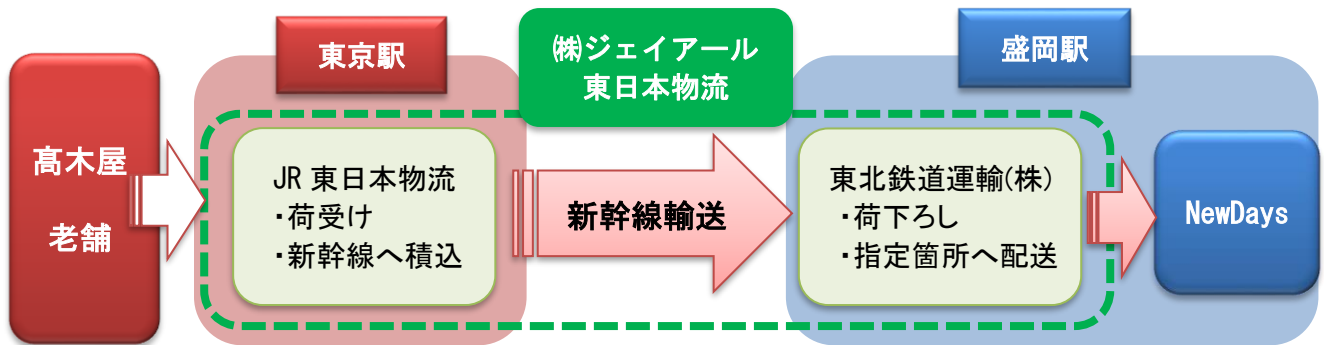 髙木屋
老舗
東京駅
JR 東日本物流
・荷受け
・新幹線へ積込
㈱ジェイアール
東日本物流
新幹線輸送
盛岡駅
東北鉄道運輸(株)
・荷下ろし
・指定箇所へ配送
NewDays